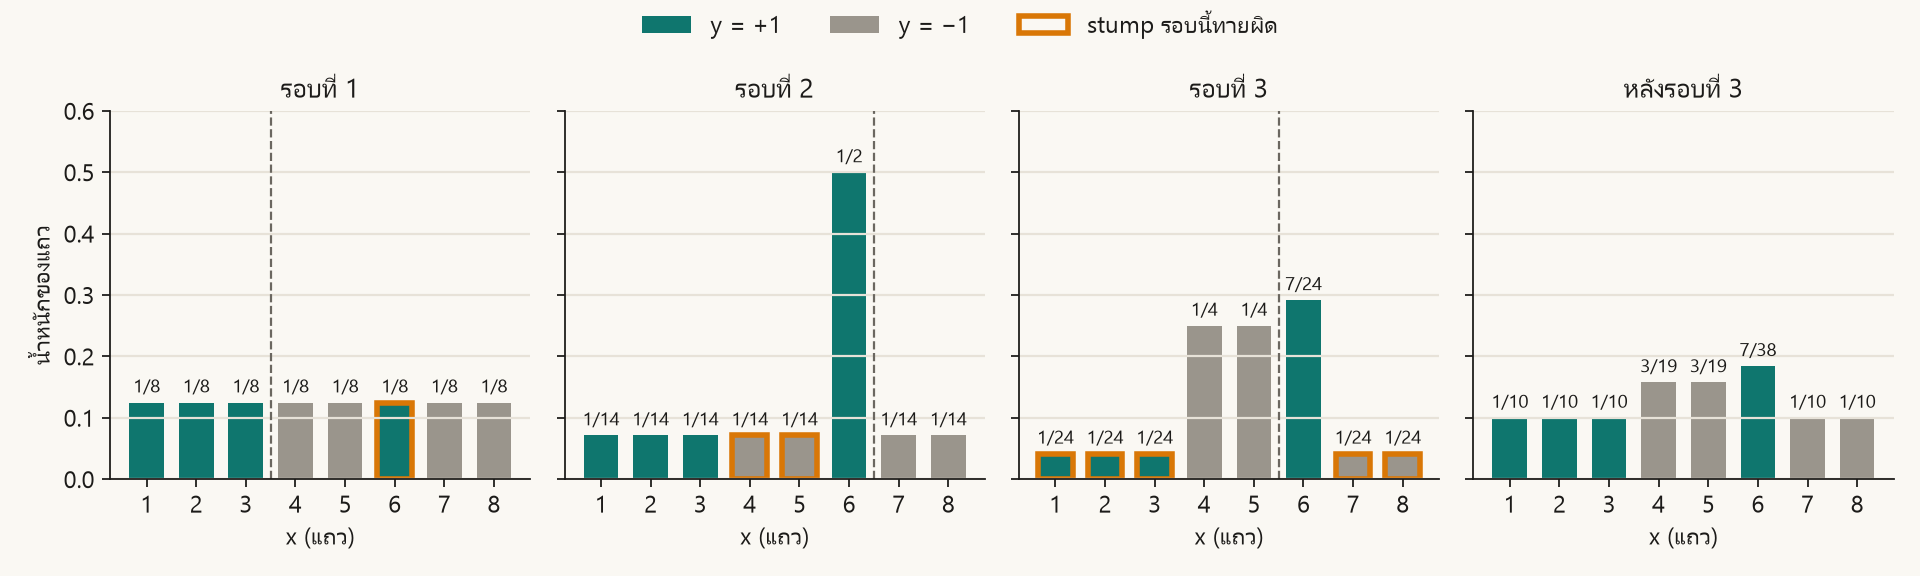 y = +1 y = −1 stump รอบนี้ทายผิด
รอบที่ 1
น้ำหนักของแถว
0.6
0.5
0.4
0.3
0.2
0.1
0.0
1/8 1/8 1/8 1/8 1/8 1/8 1/8 1/8
1 2 3 4 5 6 7 8
x (แถว)
รอบที่ 2
1/2
1/14 1/14 1/14 1/14 1/14 1/14 1/14
1 2 3 4 5 6 7 8
x (แถว)
รอบที่ 3
7/24
1/4 1/4
1/24 1/24 1/24 1/24 1/24
1 2 3 4 5 6 7 8
x (แถว)
หลังรอบที่ 3
7/38
3/19 3/19
1/10 1/10 1/10 1/10 1/10
1 2 3 4 5 6 7 8
x (แถว)